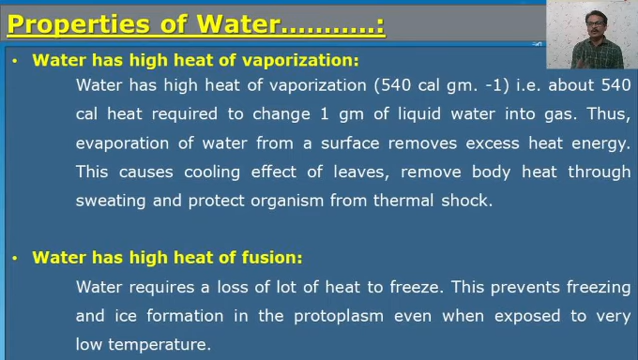 Properties of Water...........:
• Water has high heat of vaporization:
Water has high heat of vaporization (540 cal gm. -1) i.e. about 540
cal heat required to change 1 gm of liquid water into gas. Thus,
evaporation of water from a surface removes excess heat energy.
This causes cooling effect of leaves, remove body heat through
sweating and protect organism from thermal shock.
• Water has high heat of fusion:
Water requires a loss of lot of heat to freeze. This prevents freezing
and ice formation in the protoplasm even when exposed to very
low temperature.